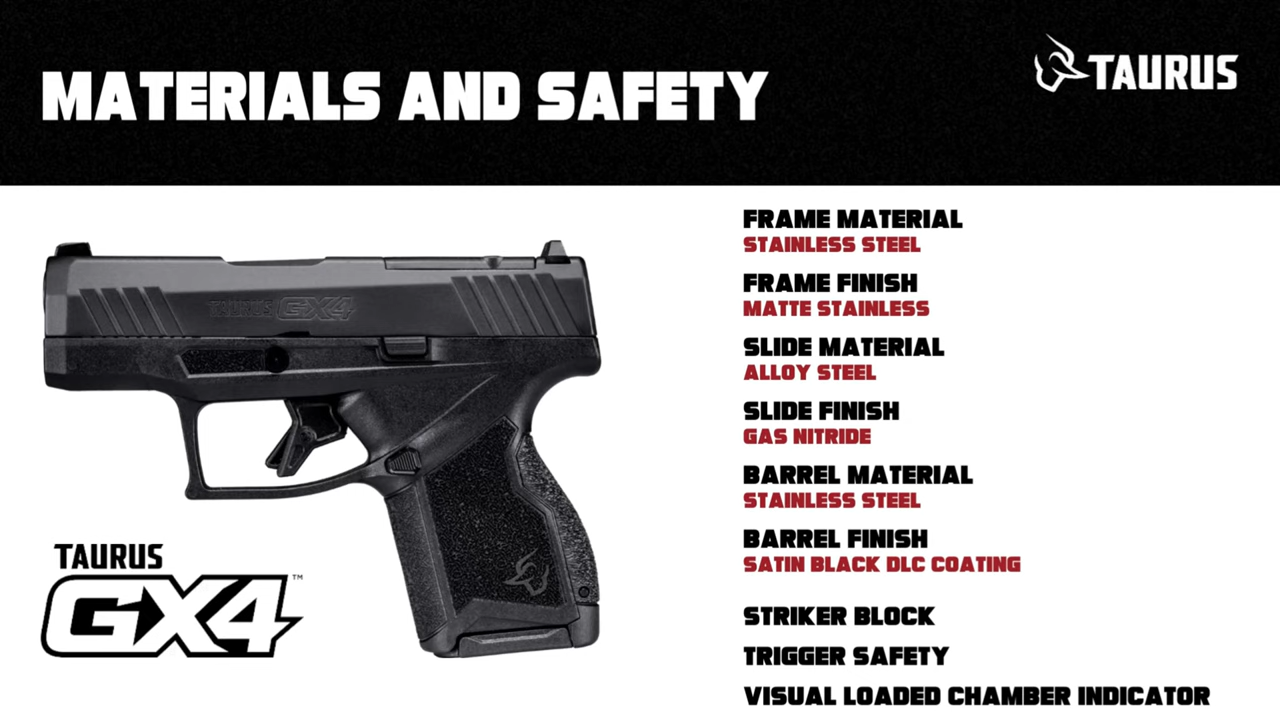 MATERIALS AND SAFETY
TAURUS
FRAME MATERIAL
STAINLESS STEEL
FRAME FINISH
MATTE STAINLESS
SLIDE MATERIAL
ALLOY STEEL
SLIDE FINISH
GAS NITRIDE
BARREL MATERIAL
STAINLESS STEEL
BARREL FINISH
SATIN BLACK DLC COATING
STRIKER BLOCK
TRIGGER SAFETY
VISUAL LOADED CHAMBER INDICATOR
TAURUS GX4
TAURUS
GX4™